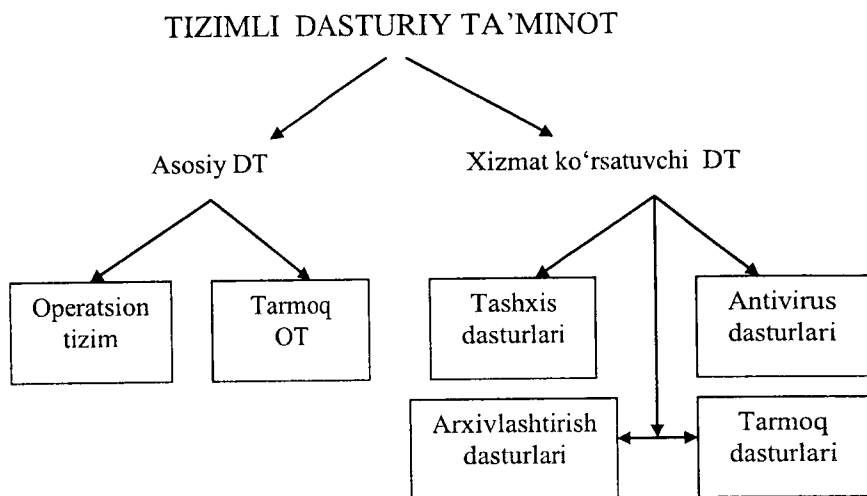 TIZIMLI DASTURIY TA’MINOT
Asosiy DT
Xizmat ko‘rsatuvchi DT
Operatsion
tizim
Tarmoq
OT
Tashxis
dasturlari
Antivirus
dasturlari
Arxivlashtirish
dasturlari
Tarmoq
dasturlari